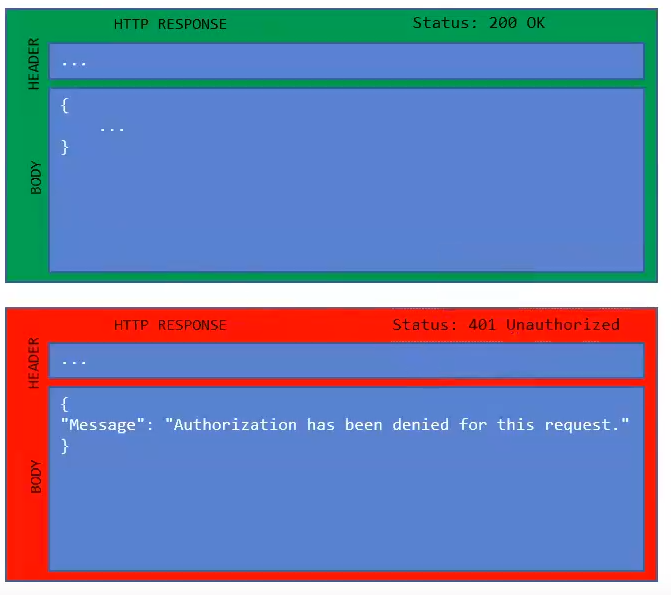 HTTP RESPONSE Status: 200 OK
HEADER
...
BODY
{
...
}
HTTP RESPONSE Status: 401 Unauthorized
HEADER
...
BODY
{
"Message": "Authorization has been denied for this request."
}